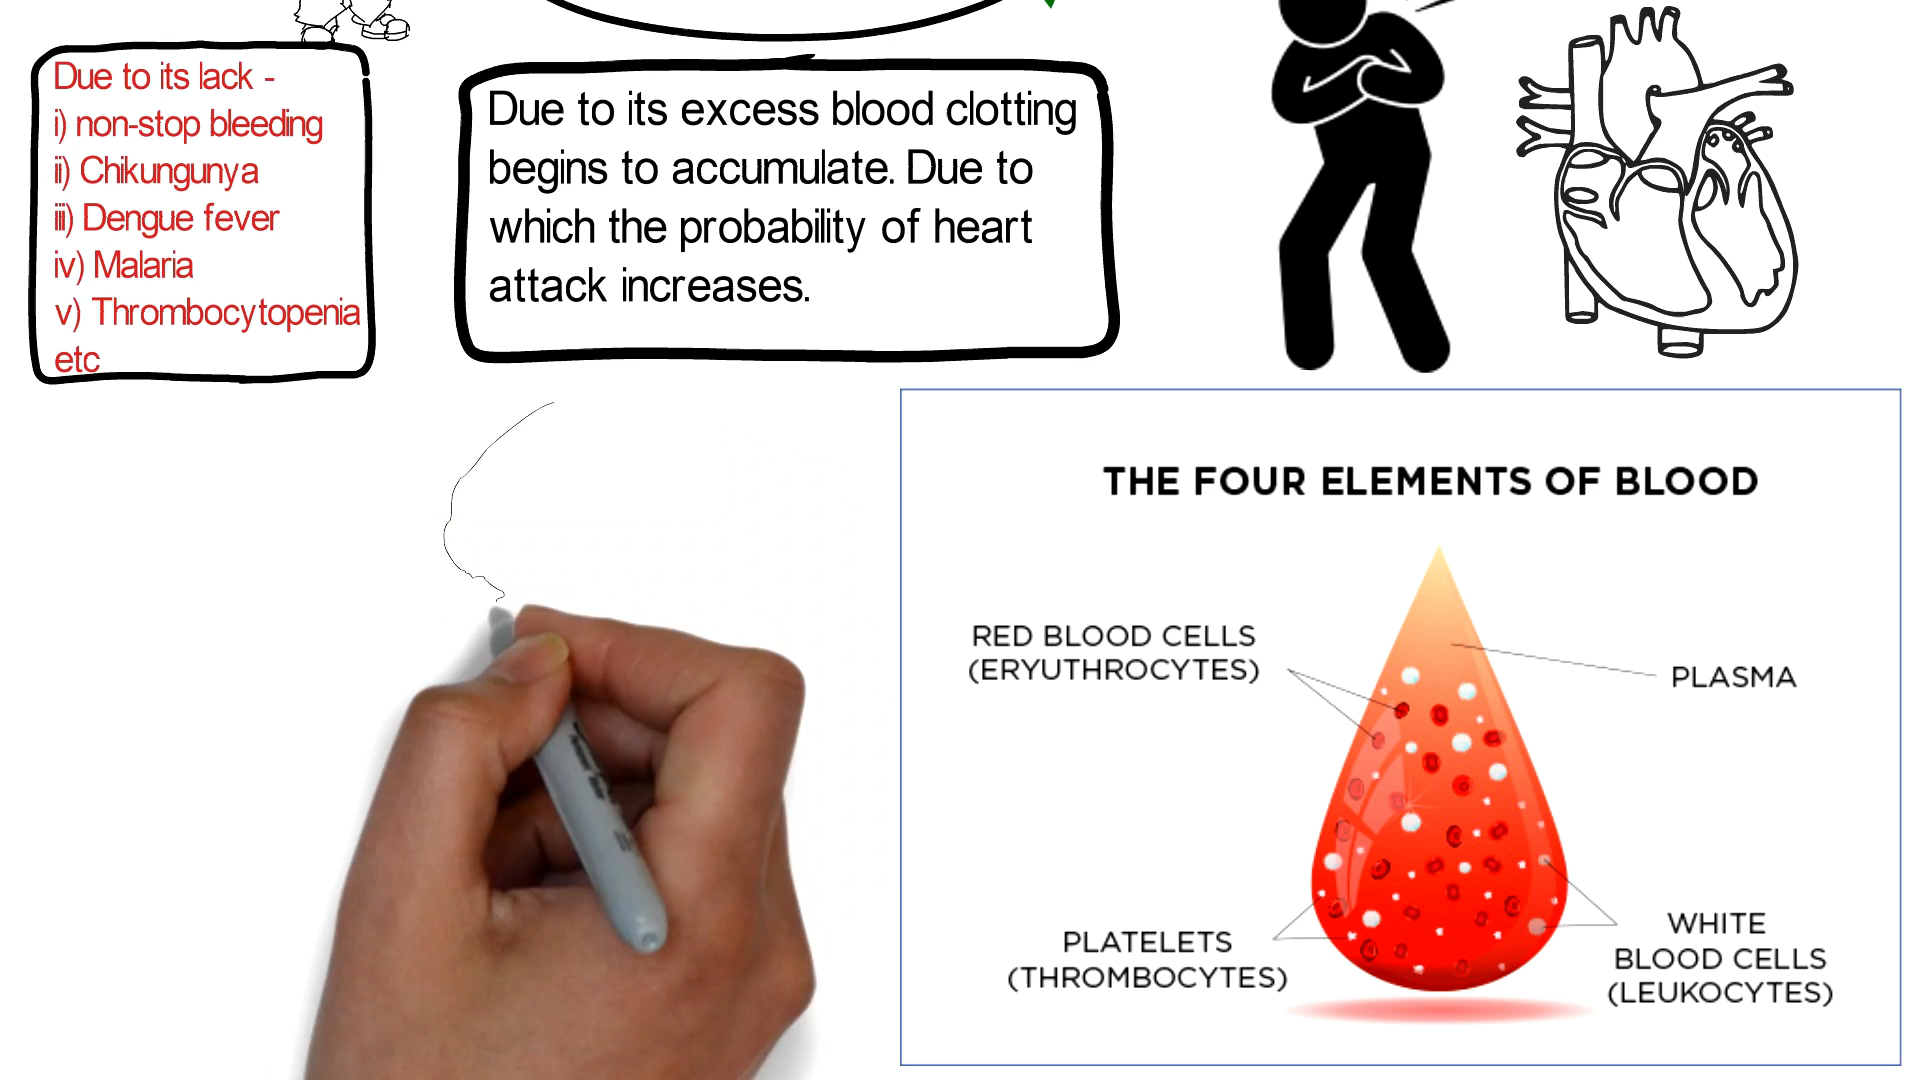 Due to its lack -
i) non-stop bleeding
ii) Chikungunya
iii) Dengue fever
iv) Malaria
v) Thrombocytopenia
etc
Due to its excess blood clotting
begins to accumulate. Due to
which the probability of heart
attack increases.
THE FOUR ELEMENTS OF BLOOD
RED BLOOD CELLS
(ERYUTHROCYTES)
PLASMA
PLATELETS
(THROMBOCYTES)
WHITE
BLOOD CELLS
(LEUKOCYTES)